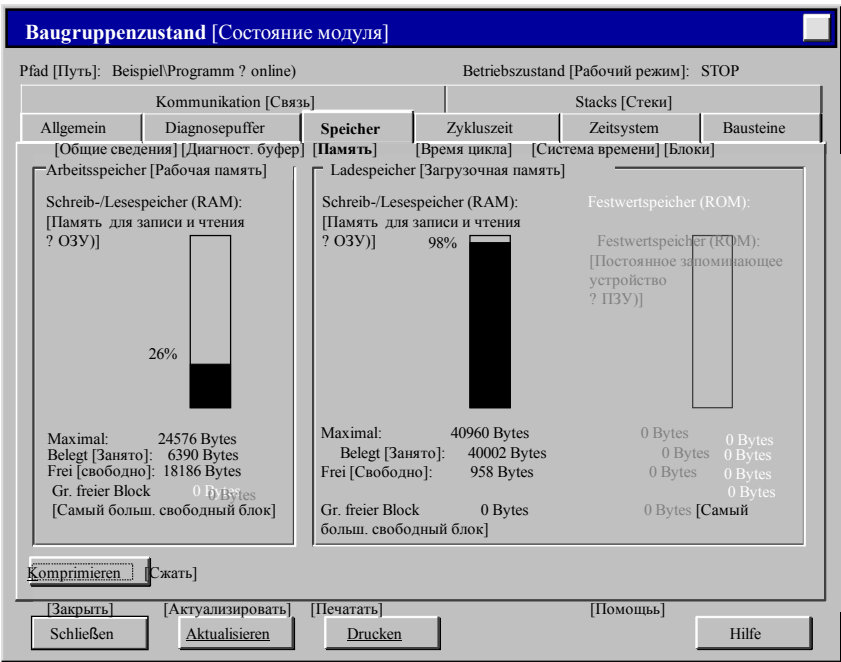 Baugruppenzustand [Состояние модуля]
Pfad [Путь]: Beispiel\Programm ? online) Betriebszustand [Рабочий режим]: STOP
Kommunikation [Связь] Stacks [Стеки]
Allgemein Diagnosepuffer Speicher Zykluszeit Zeitsystem Bausteine
[Общие сведения] [Диагност. буфер] [Память] [Время цикла] [Система времени] [Блоки]
Arbeitsspeicher [Рабочая память] Ladespeicher [Загрузочная память]
Schreib-/Lesespeicher (RAM): Schreib-/Lesespeicher (RAM): Festwertspeicher (ROM):
[Память для записи и чтения [Память для записи и чтения
? ОЗУ)] ? ОЗУ)] 98% Festwertspeicher (ROM):
[Постоянное запоминающее
устройство
? ПЗУ)]
26%
Maximal: 24576 Bytes Maximal: 40960 Bytes 0 Bytes 0 Bytes
Belegt [Занято]: 6390 Bytes Belegt [Занято]: 40002 Bytes 0 Bytes 0 Bytes
Frei [свободно]: 18186 Bytes Frei [Свободно]: 958 Bytes 0 Bytes 0 Bytes
Gr. freier Block 0 Bytes 0 Bytes 0 Bytes
[Самый больш. свободный блок] Gr. freier Block 0 Bytes 0 Bytes [Самый
больш. свободный блок]
Komprimieren [Сжать]
[Закрыть] [Актуализировать] [Печатать] [Помощьь]
Schließen Aktualisieren Drucken Hilfe